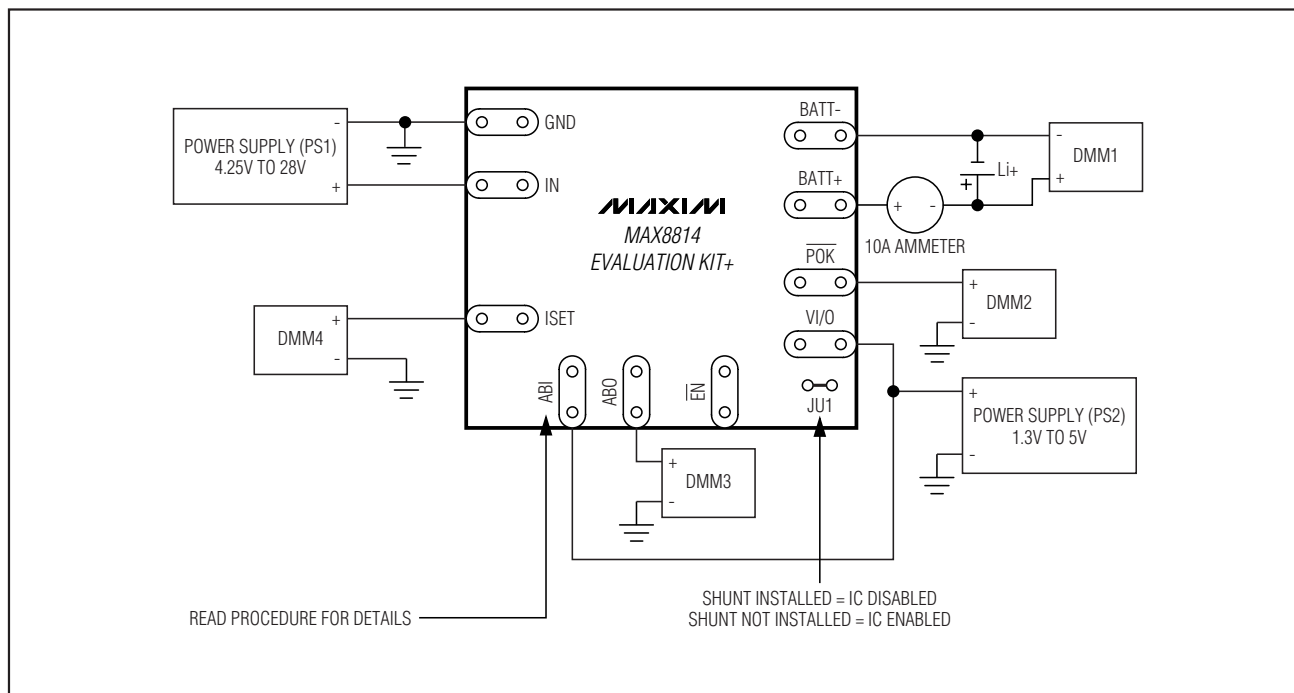 POWER SUPPLY (PS1)
4.25V TO 28V
-
+
GND
IN
DMM4
+
-
ISET
MAXIM
MAX8814
EVALUATION KIT+
BATT-
BATT+
POK
VI/O
JU1
ABI
ABO
EN
+
-
10A AMMETER
+
Li+
-
+
DMM1
+
-
DMM2
+
-
POWER SUPPLY (PS2)
1.3V TO 5V
+
-
DMM3
READ PROCEDURE FOR DETAILS
SHUNT INSTALLED = IC DISABLED
SHUNT NOT INSTALLED = IC ENABLED